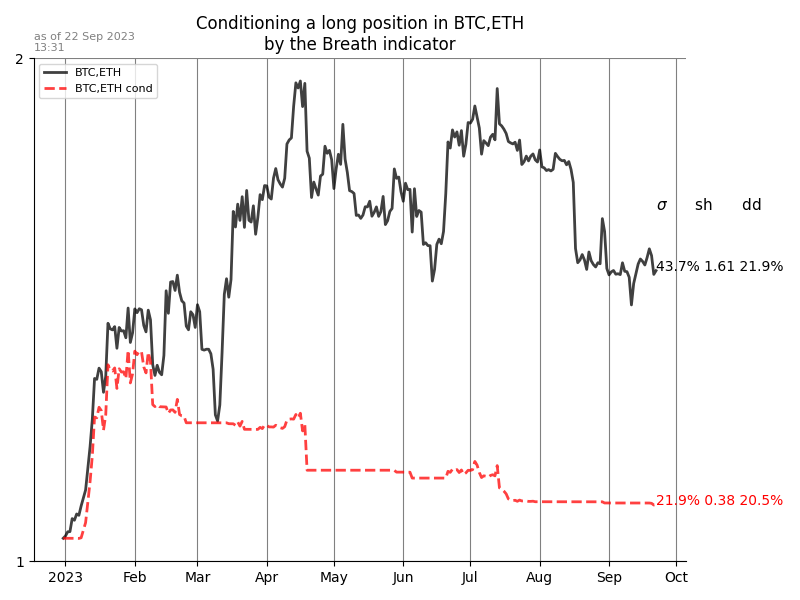 Conditioning a long position in BTC,ETH
by the Breath indicator
as of 22 Sep 2023
13:31
2
BTC,ETH
BTC,ETH cond
σ sh dd
43.7% 1.61 21.9%
21.9% 0.38 20.5%
1
2023 Feb Mar Apr May Jun Jul Aug Sep Oct